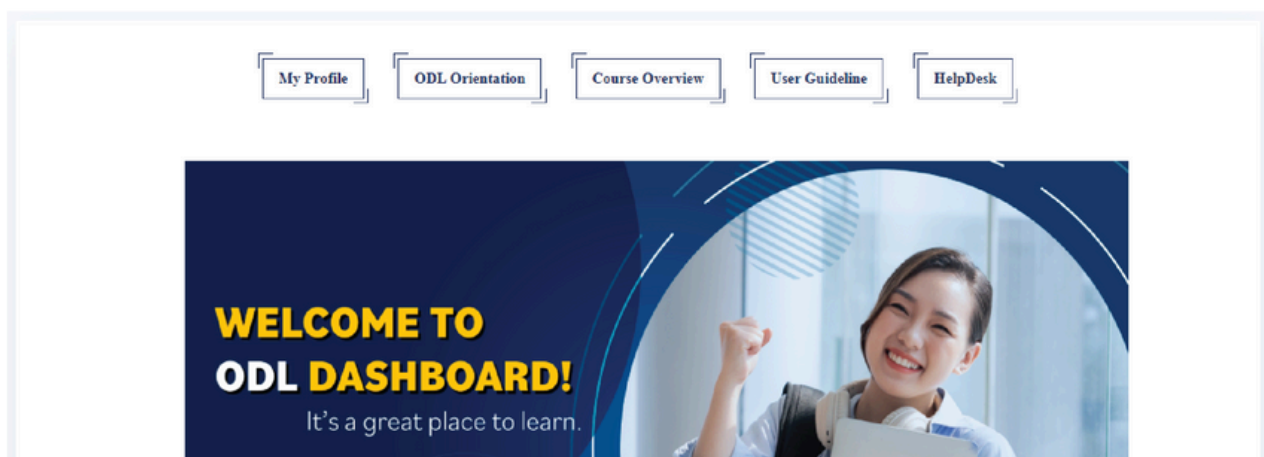 My Profile
ODL Orientation
Course Overview
User Guideline
HelpDesk
WELCOME TO
ODL DASHBOARD!
It's a great place to learn.